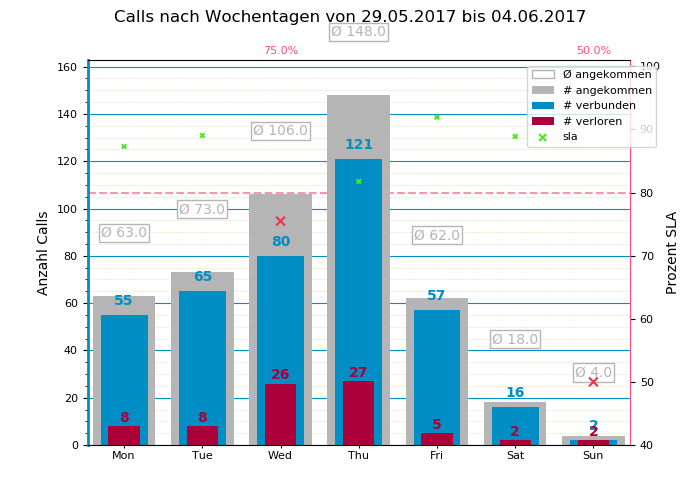 Calls nach Wochentagen von 29.05.2017 bis 04.06.2017
Ø 148.0
75.0%
50.0%
160
140
120
100
80
60
40
20
0
100
90
80
70
60
50
40
Ø angekommen
# angekommen
# verbunden
# verloren
sla
Anzahl Calls
Prozent SLA
Ø 63.0
Ø 73.0
Ø 106.0
Ø 62.0
Ø 18.0
Ø 4.0
55
65
80
121
57
16
2
8
8
26
27
5
2
2
Mon
Tue
Wed
Thu
Fri
Sat
Sun